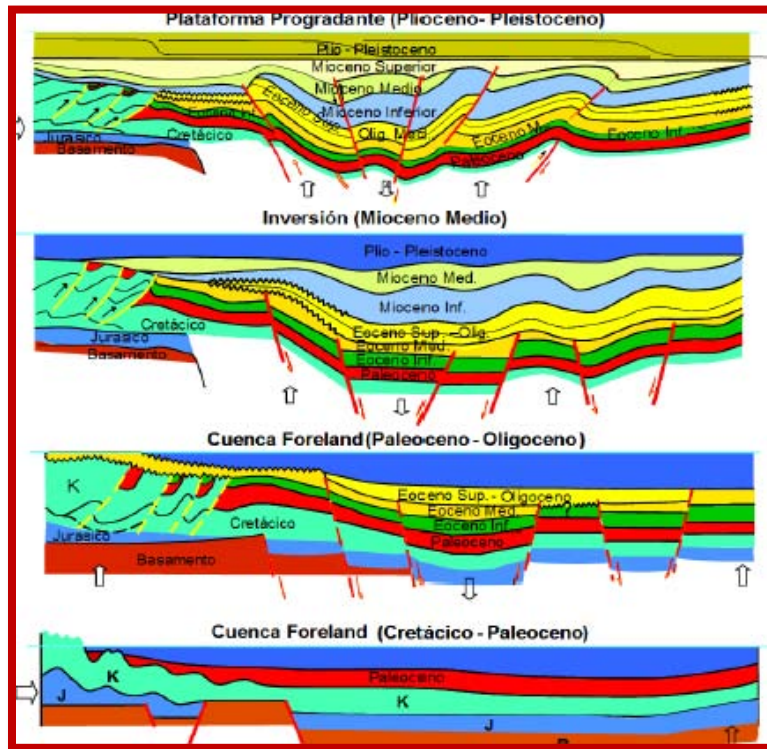 Plataforma Progradante (Plioceno- Pleistoceno)
Plio - Pleistoceno
Mioceno Superior
Mioceno Medio
Eoceno Sup.
Mioceno Inferior
Olig. Med.
Eoceno Inf.
Cretácico
Eoceno M.
Eoceno Inf.
Paleoceno
Jurasico
Basamento
Inversión (Mioceno Medio)
Plio - Pleistoceno
Mioceno Med.
Mioceno Inf.
Cretácico
Eoceno Sup. -Olig.
Jurasico
Eoceno Med.
Basamento
Eoceno Inf.
Paleoceno
Cuenca Foreland (Paleoceno - Oligoceno)
K
Eoceno Sup.- Oligoceno
Eoceno Med.
?
Cretácico
Eoceno Inf.
Jurasico
Paleoceno
Basamento
Cuenca Foreland (Cretácico - Paleoceno)
K
Paleoceno
J
K
J